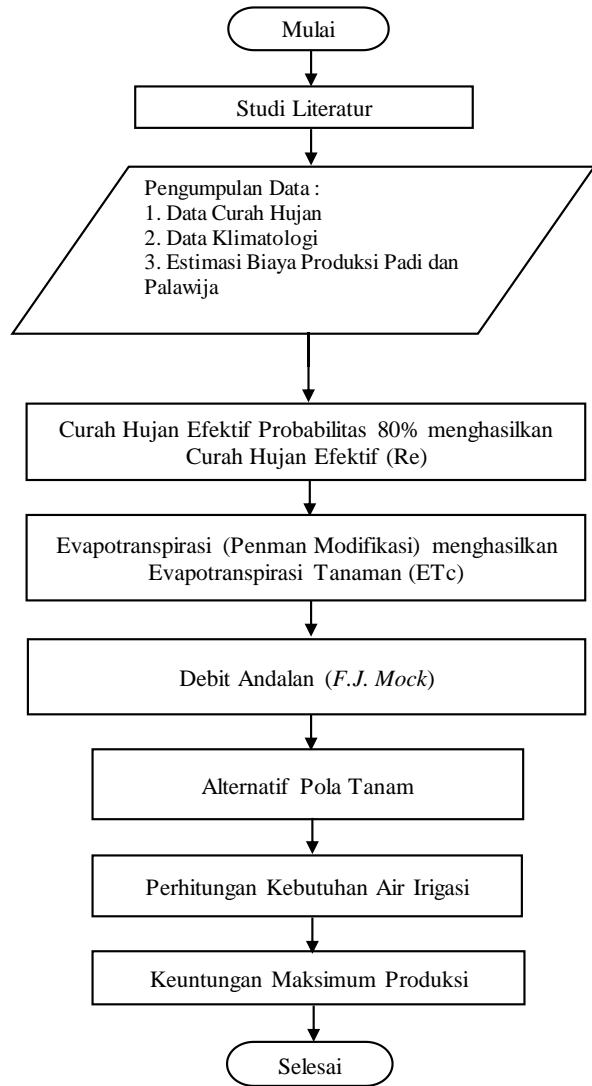 Mulai
Studi Literatur
Pengumpulan Data :
1. Data Curah Hujan
2. Data Klimatologi
3. Estimasi Biaya Produksi Padi dan
Palawija
Curah Hujan Efektif Probabilitas 80% menghasilkan
Curah Hujan Efektif (Re)
Evapotranspirasi (Penman Modifikasi) menghasilkan
Evapotranspirasi Tanaman (ETc)
Debit Andalan (F.J. Mock)
Alternatif Pola Tanam
Perhitungan Kebutuhan Air Irigasi
Keuntungan Maksimum Produksi
Selesai